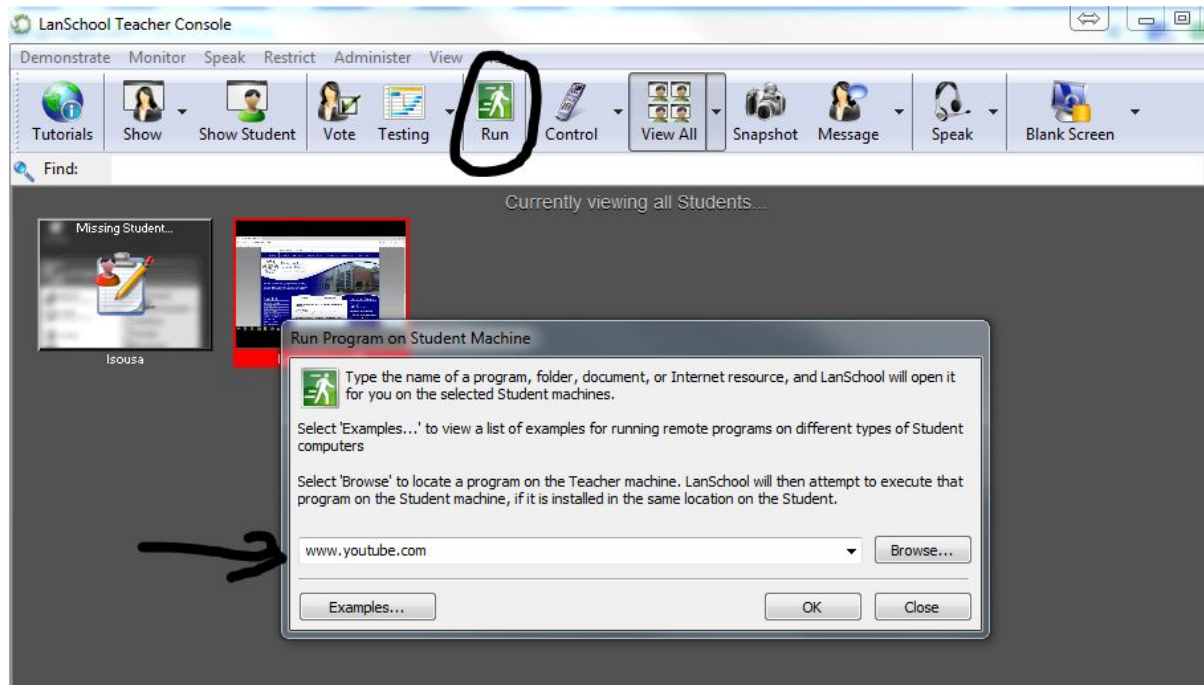 LanSchool Teacher Console
Demonstrate Monitor Speak Restrict Administer View
Tutorials Show Show Student Vote Testing Run Control View All Snapshot Message Speak Blank Screen
Find:
Currently viewing all Students...
Missing Student...
lsousa
Run Program on Student Machine
Type the name of a program, folder, document, or Internet resource, and LanSchool will open it
for you on the selected Student machines.
Select 'Examples...' to view a list of examples for running remote programs on different types of Student
computers
Select 'Browse' to locate a program on the Teacher machine. LanSchool will then attempt to execute that
program on the Student machine, if it is installed in the same location on the Student.
www.youtube.com
Browse...
Examples... OK Close